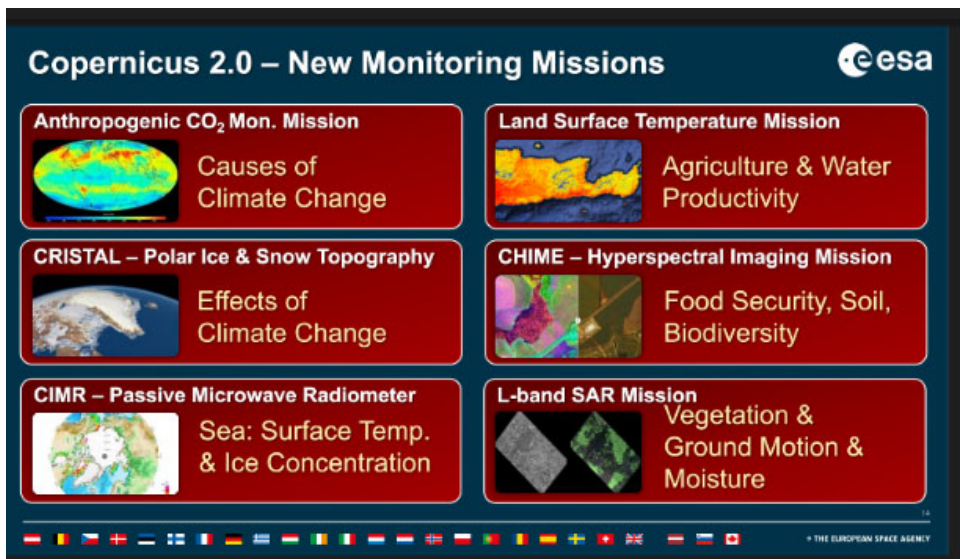 Copernicus 2.0 – New Monitoring Missions
esa
Anthropogenic CO₂ Mon. Mission
Causes of
Climate Change
Land Surface Temperature Mission
Agriculture & Water
Productivity
CRISTAL – Polar Ice & Snow Topography
Effects of
Climate Change
CHIME – Hyperspectral Imaging Mission
Food Security, Soil,
Biodiversity
CIMR – Passive Microwave Radiometer
Sea: Surface Temp.
& Ice Concentration
L-band SAR Mission
Vegetation &
Ground Motion &
Moisture
14
THE EUROPEAN SPACE AGENCY